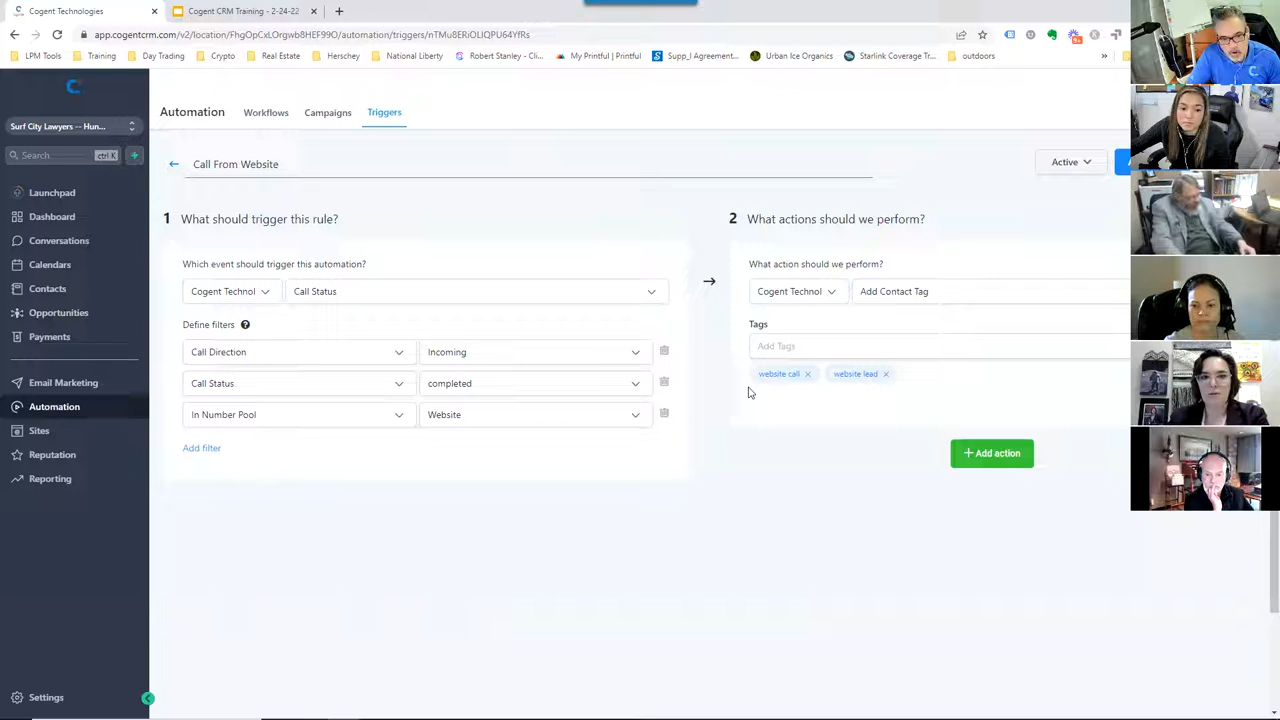 Cogent Technologies
Cogent CRM Training - 2-24-22
app.cogentcrm.com/v2/location/FhgOpCxLOrgwb8HEF99O/automation/triggers/nTMu8ERiOLIQPU64YfRs
LPM Tools
Training
Day Trading
Crypto
Real Estate
Herschey
National Liberty
Robert Stanley - Cl...
My Printful | Printful
Supp_l Agreement...
Urban Ice Organics
Starlink Coverage Tr...
outdoors
»
Surf City Lawyers -- Hun...
Search
ctrl K
Launchpad
Dashboard
Conversations
Calendars
Contacts
Opportunities
Payments
Email Marketing
Automation
Sites
Reputation
Reporting
Settings
Automation
Workflows
Campaigns
Triggers
Call From Website
Active
1 What should trigger this rule?
Which event should trigger this automation?
Cogent Technol
Call Status
Define filters
Call Direction
Incoming
Call Status
completed
In Number Pool
Website
Add filter
2 What actions should we perform?
What action should we perform?
Cogent Technol
Add Contact Tag
Tags
Add Tags
website call
website lead
+ Add action